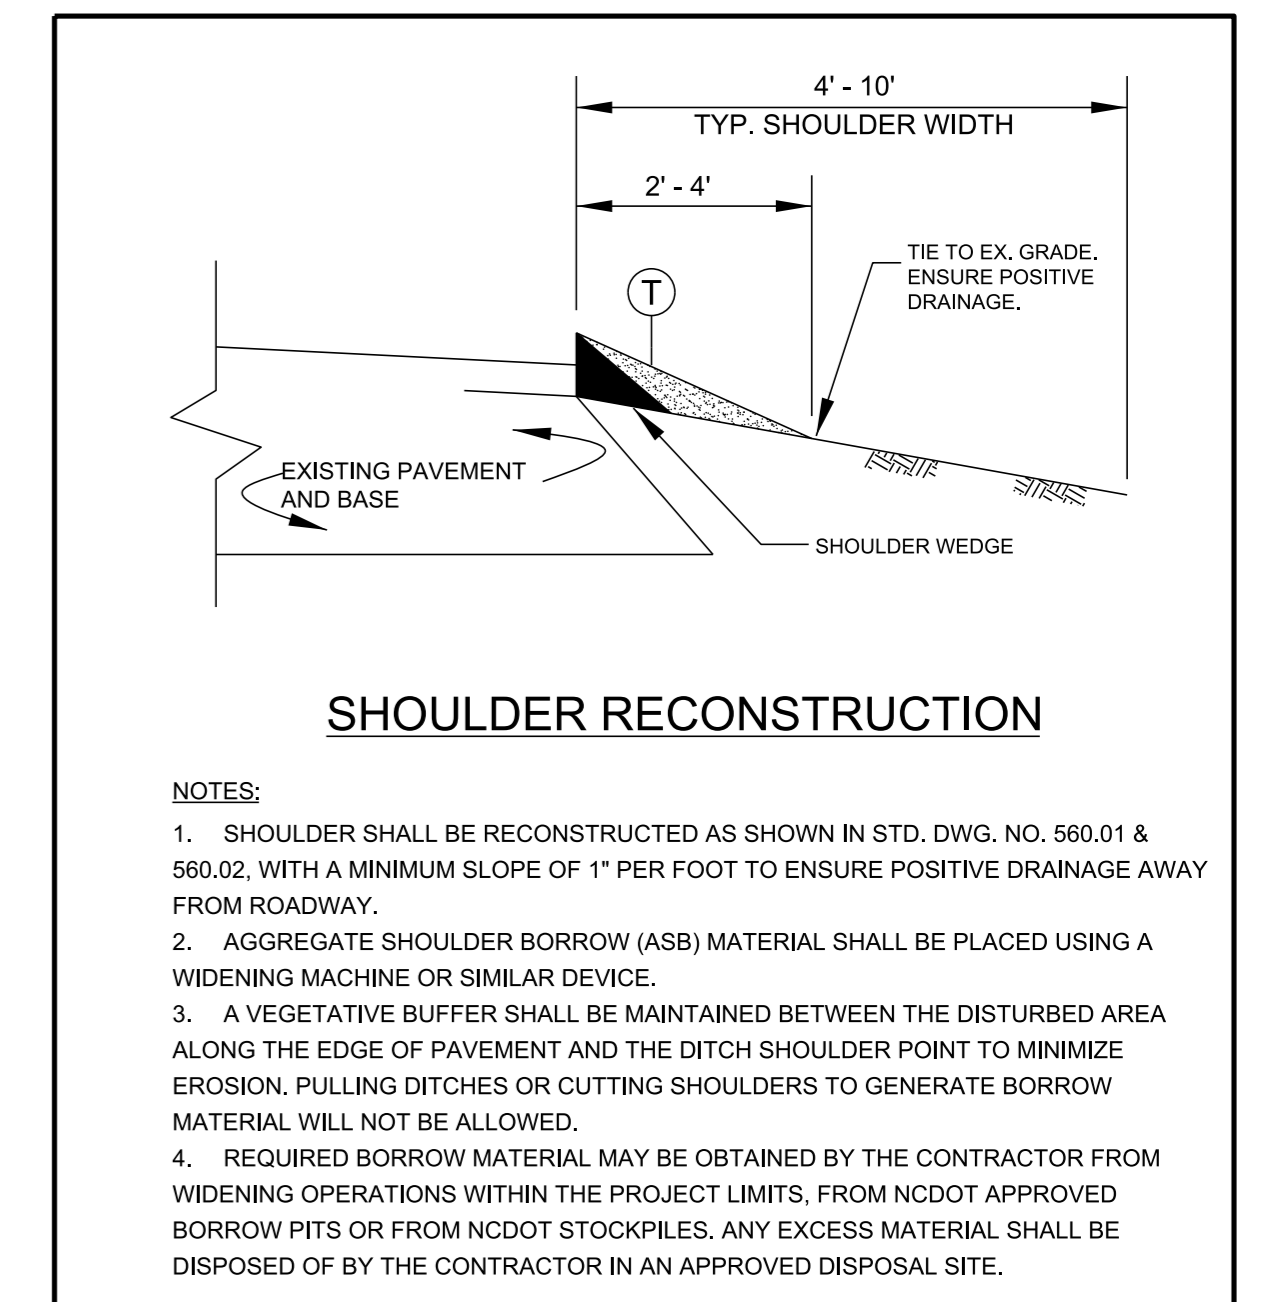 4' - 10'
TYP. SHOULDER WIDTH
2' - 4'
TIE TO EX. GRADE.
ENSURE POSITIVE
DRAINAGE.
T
EXISTING PAVEMENT
AND BASE
SHOULDER WEDGE
SHOULDER RECONSTRUCTION
NOTES:
1. SHOULDER SHALL BE RECONSTRUCTED AS SHOWN IN STD. DWG. NO. 560.01 &
560.02, WITH A MINIMUM SLOPE OF 1" PER FOOT TO ENSURE POSITIVE DRAINAGE AWAY
FROM ROADWAY.
2. AGGREGATE SHOULDER BORROW (ASB) MATERIAL SHALL BE PLACED USING A
WIDENING MACHINE OR SIMILAR DEVICE.
3. A VEGETATIVE BUFFER SHALL BE MAINTAINED BETWEEN THE DISTURBED AREA
ALONG THE EDGE OF PAVEMENT AND THE DITCH SHOULDER POINT TO MINIMIZE
EROSION. PULLING DITCHES OR CUTTING SHOULDERS TO GENERATE BORROW
MATERIAL WILL NOT BE ALLOWED.
4. REQUIRED BORROW MATERIAL MAY BE OBTAINED BY THE CONTRACTOR FROM
WIDENING OPERATIONS WITHIN THE PROJECT LIMITS, FROM NCDOT APPROVED
BORROW PITS OR FROM NCDOT STOCKPILES. ANY EXCESS MATERIAL SHALL BE
DISPOSED OF BY THE CONTRACTOR IN AN APPROVED DISPOSAL SITE.